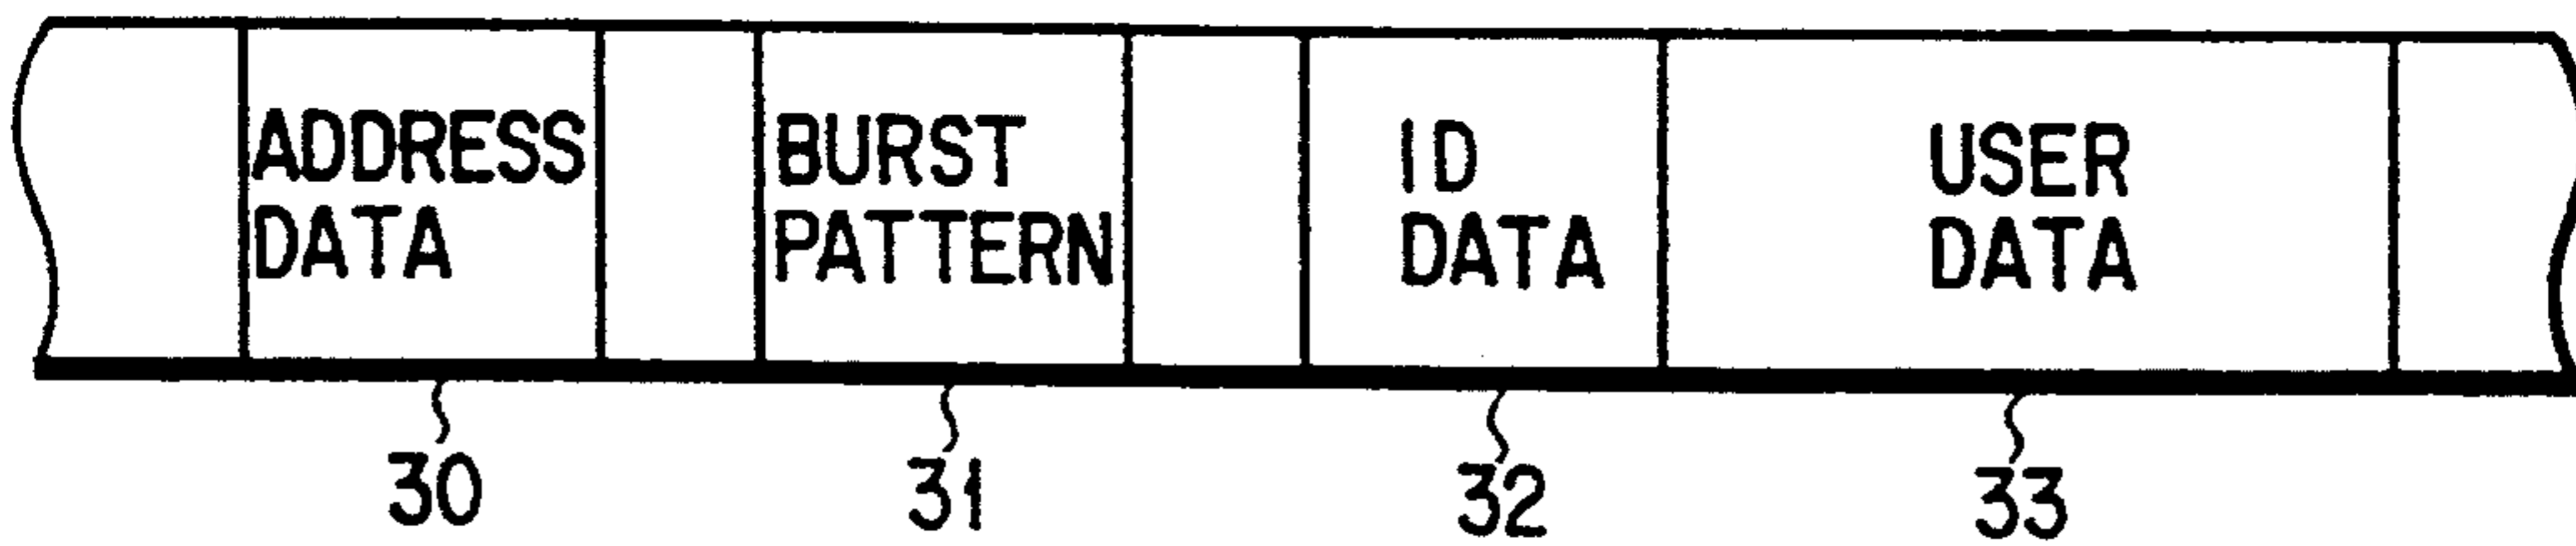 ADDRESS
DATA
BURST
PATTERN
ID
DATA
USER
DATA
30
31
32
33